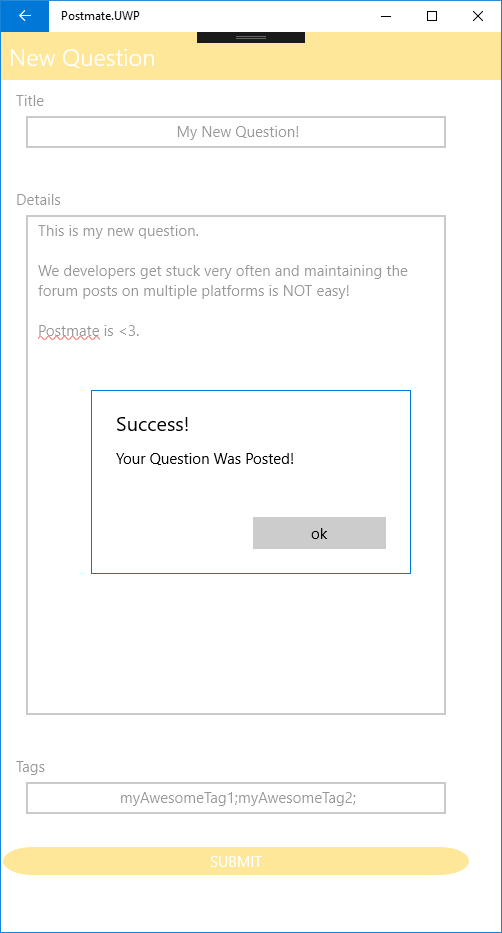 Postmate.UWP
New Question
Title
My New Question!
Details
This is my new question.
We developers get stuck very often and maintaining the
forum posts on multiple platforms is NOT easy!
Postmate is <3.
Success!
Your Question Was Posted!
ok
Tags
myAwesomeTag1;myAwesomeTag2;
SUBMIT